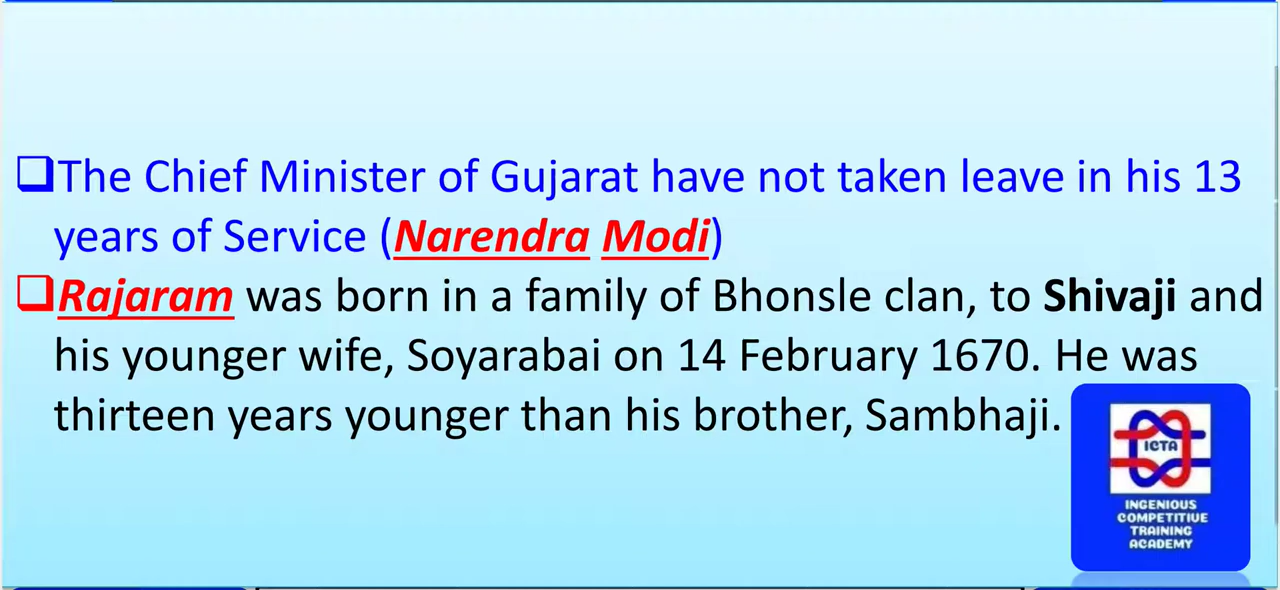 The Chief Minister of Gujarat have not taken leave in his 13
years of Service (Narendra Modi)
Rajaram was born in a family of Bhonsle clan, to Shivaji and
his younger wife, Soyarabai on 14 February 1670. He was
thirteen years younger than his brother, Sambhaji.
ICTA
INGENIOUS
COMPETITIVE
TRAINING
ACADEMY